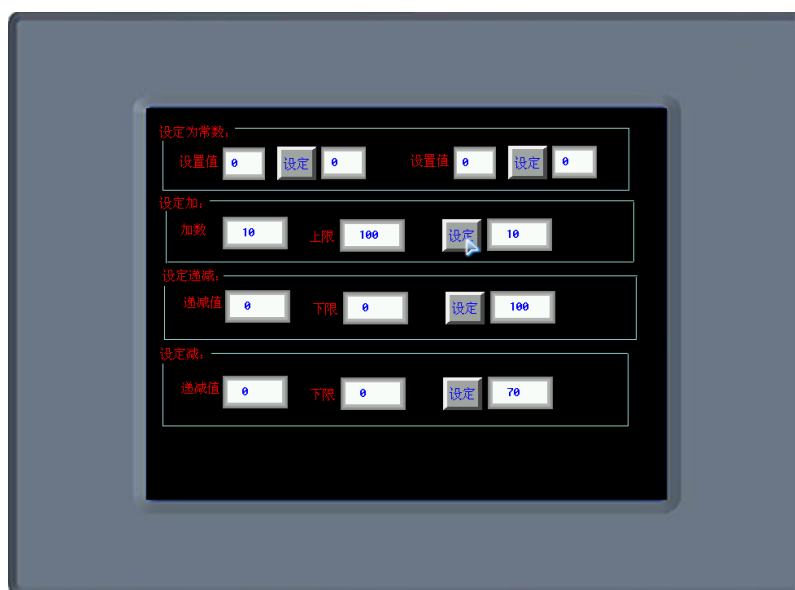 设定为常数:
设置值 0 设定 0 设置值 0 设定 0
设定加:
加数 10 上限 100 设定 10
设定递减:
递减值 0 下限 0 设定 100
设定减:
递减值 0 下限 0 设定 70